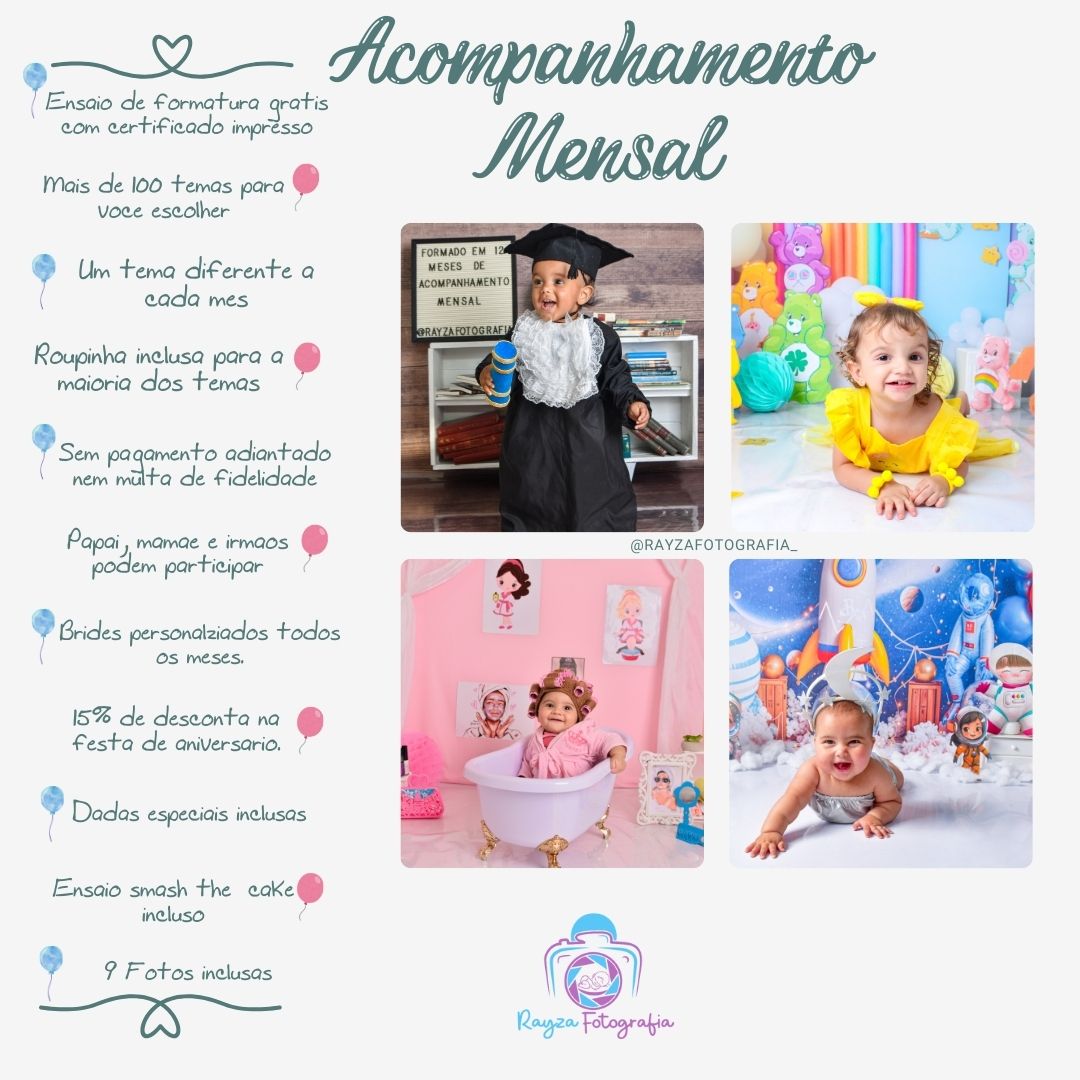 Acompanhamento
Mensal
Ensaio de formatura gratis
com certificado impresso
Mais de 100 temas para
voce escolher
Um tema diferente a
cada mes
Roupinha inclusa para a
maioria dos temas
Sem pagamento adiantado
nem multa de fidelidade
Papai, mamae e irmaos
podem participar
Brides personalziados todos
os meses.
15% de desconta na
festa de aniversario.
Dadas especiais inclusas
Ensaio smash the cake
incluso
9 Fotos inclusas
FORMADO EM 12
MESES DE
ACOMPANHAMENTO
MENSAL
@RAYZAFOTOGRAFIA
@RAYZAFOTOGRAFIA_
Rayza Fotografia